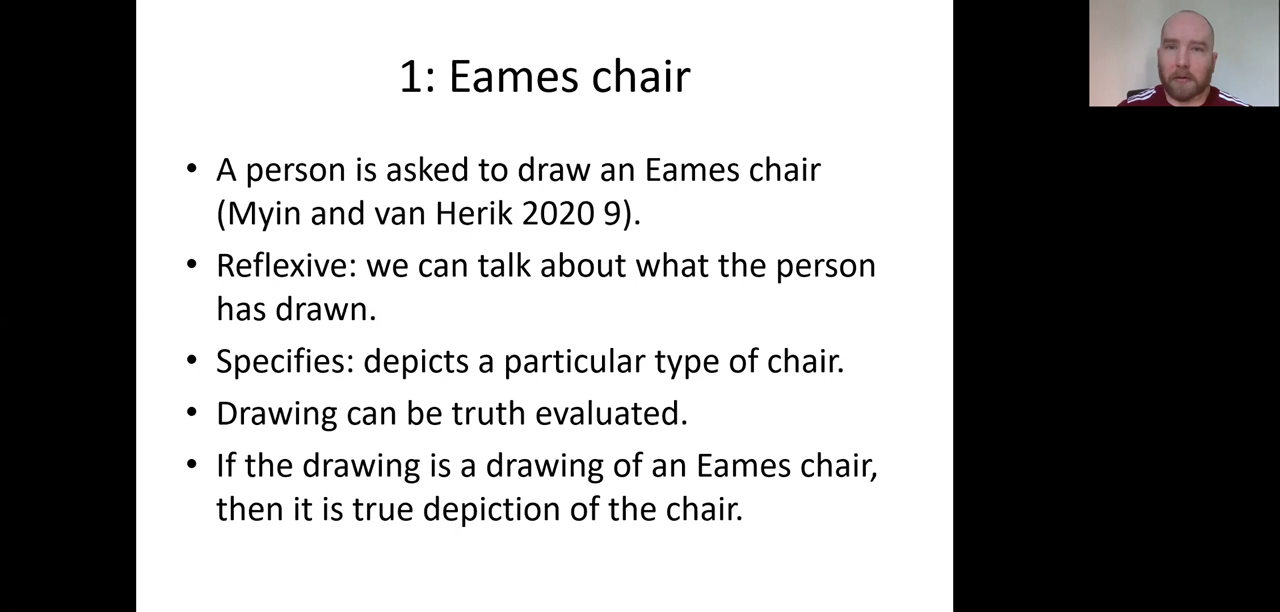 1: Eames chair
• A person is asked to draw an Eames chair
(Myin and van Herik 2020 9).
• Reflexive: we can talk about what the person
has drawn.
• Specifies: depicts a particular type of chair.
• Drawing can be truth evaluated.
• If the drawing is a drawing of an Eames chair,
then it is true depiction of the chair.